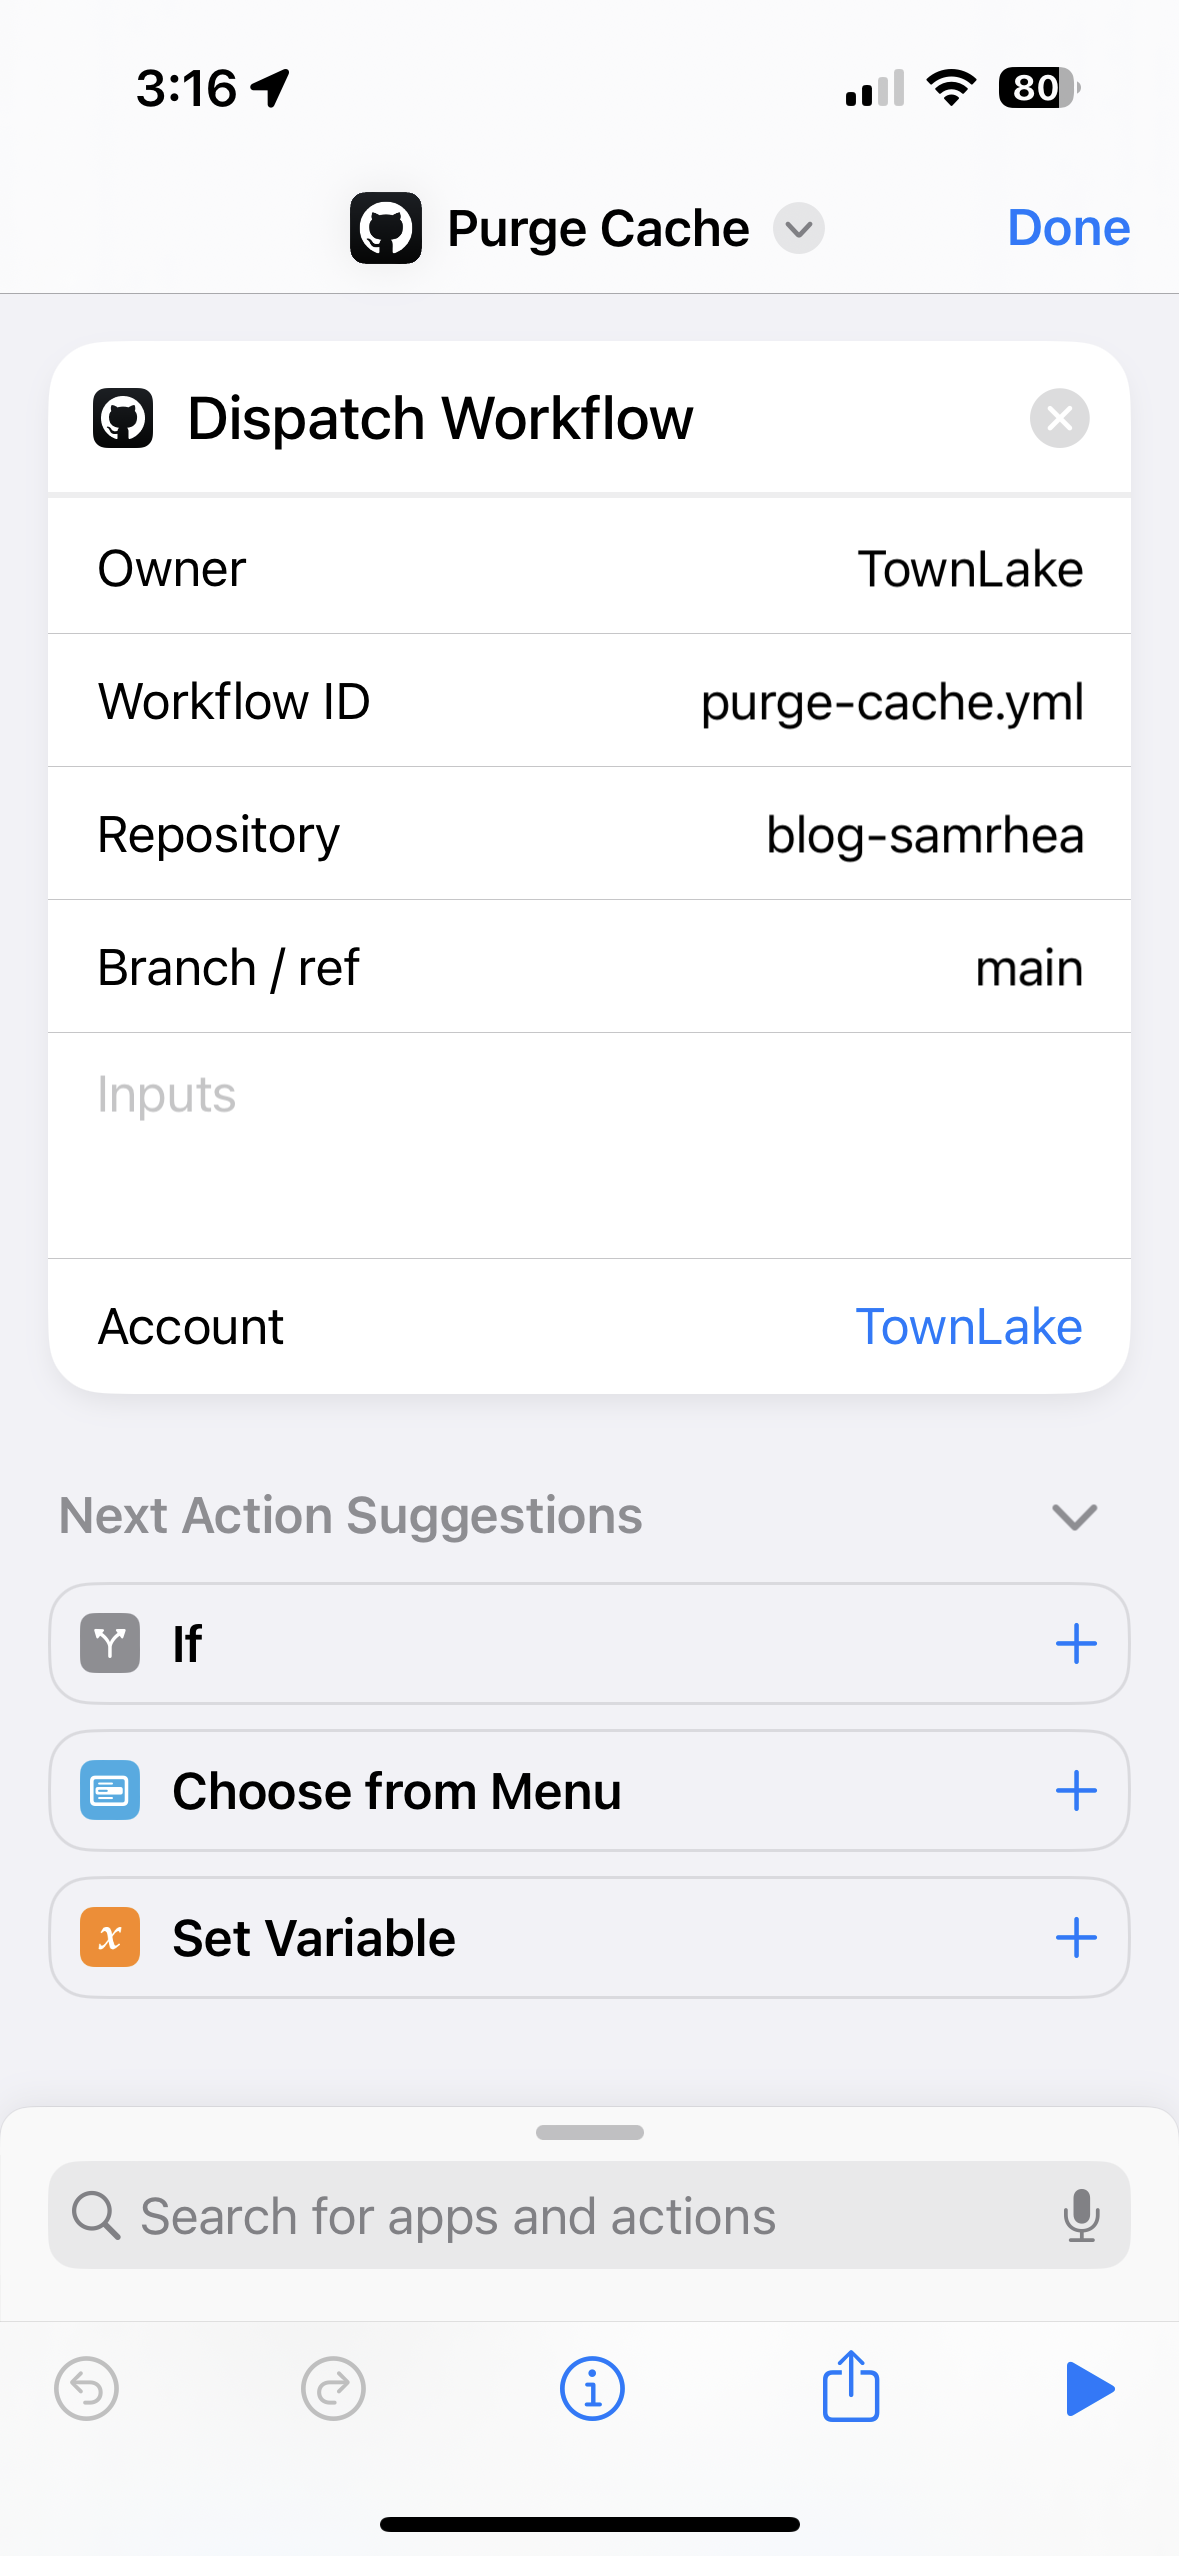 3:16
80
Purge Cache
Done
Dispatch Workflow
Owner TownLake
Workflow ID purge-cache.yml
Repository blog-samrhea
Branch / ref main
Inputs
Account TownLake
Next Action Suggestions
If
Choose from Menu
x Set Variable
Search for apps and actions